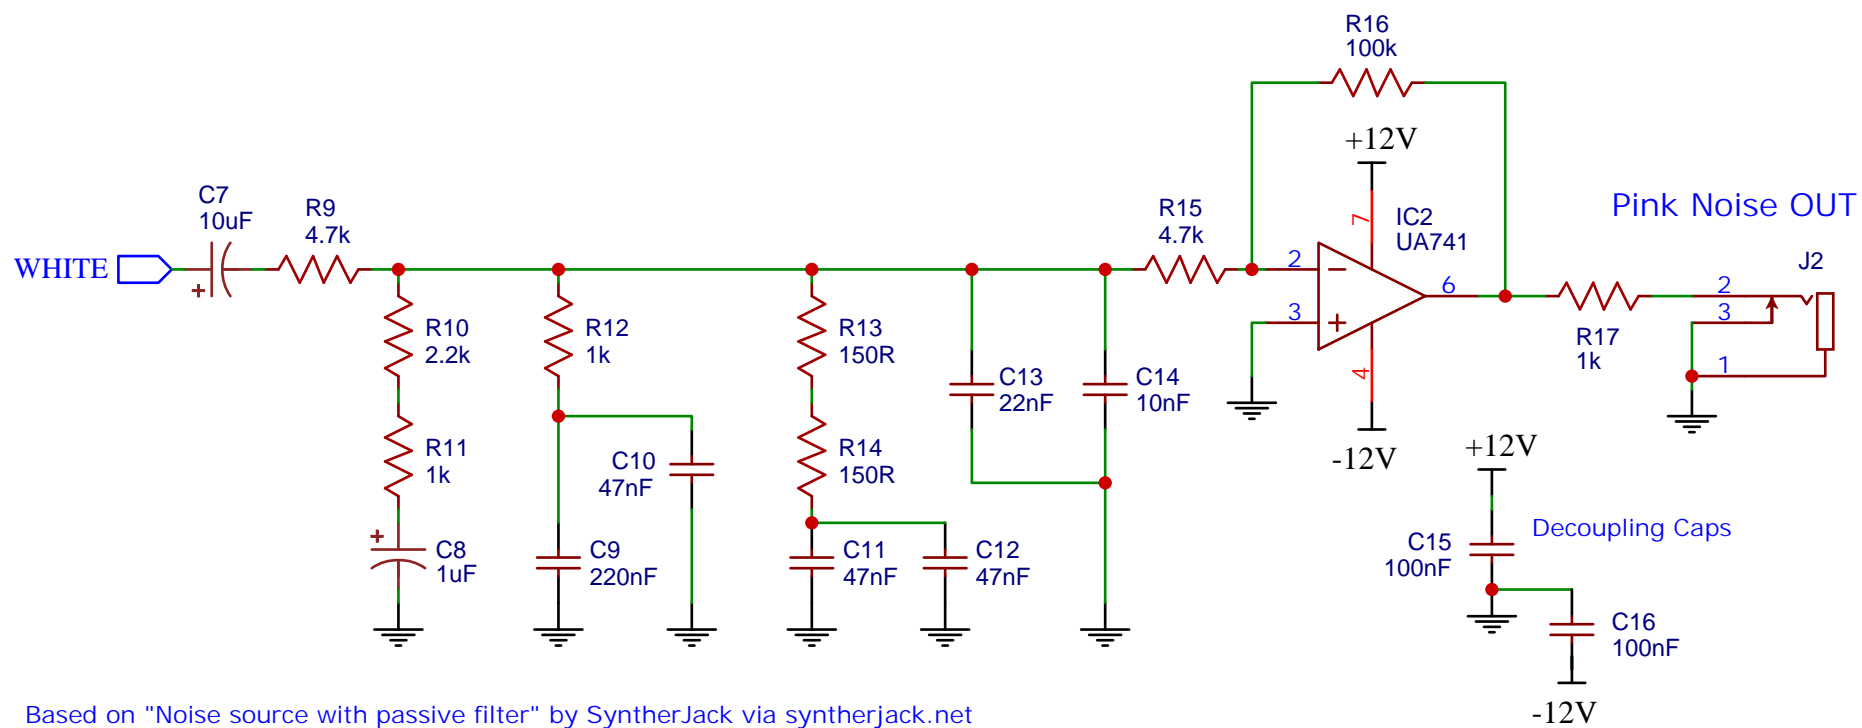 R16
100k
+12V
C7
10uF
R9
4.7k
R15
4.7k
7
IC2
UA741
Pink Noise OUT
WHITE
+
2
6
3
4
2
3
1
J2
R10
2.2k
R12
1k
R13
150R
R17
1k
C13
22nF
C14
10nF
R11
1k
C10
47nF
R14
150R
-12V
+12V
+
C8
1uF
C9
220nF
C11
47nF
C12
47nF
C15
100nF
Decoupling Caps
C16
100nF
-12V
Based on "Noise source with passive filter" by SyntherJack via syntherjack.net